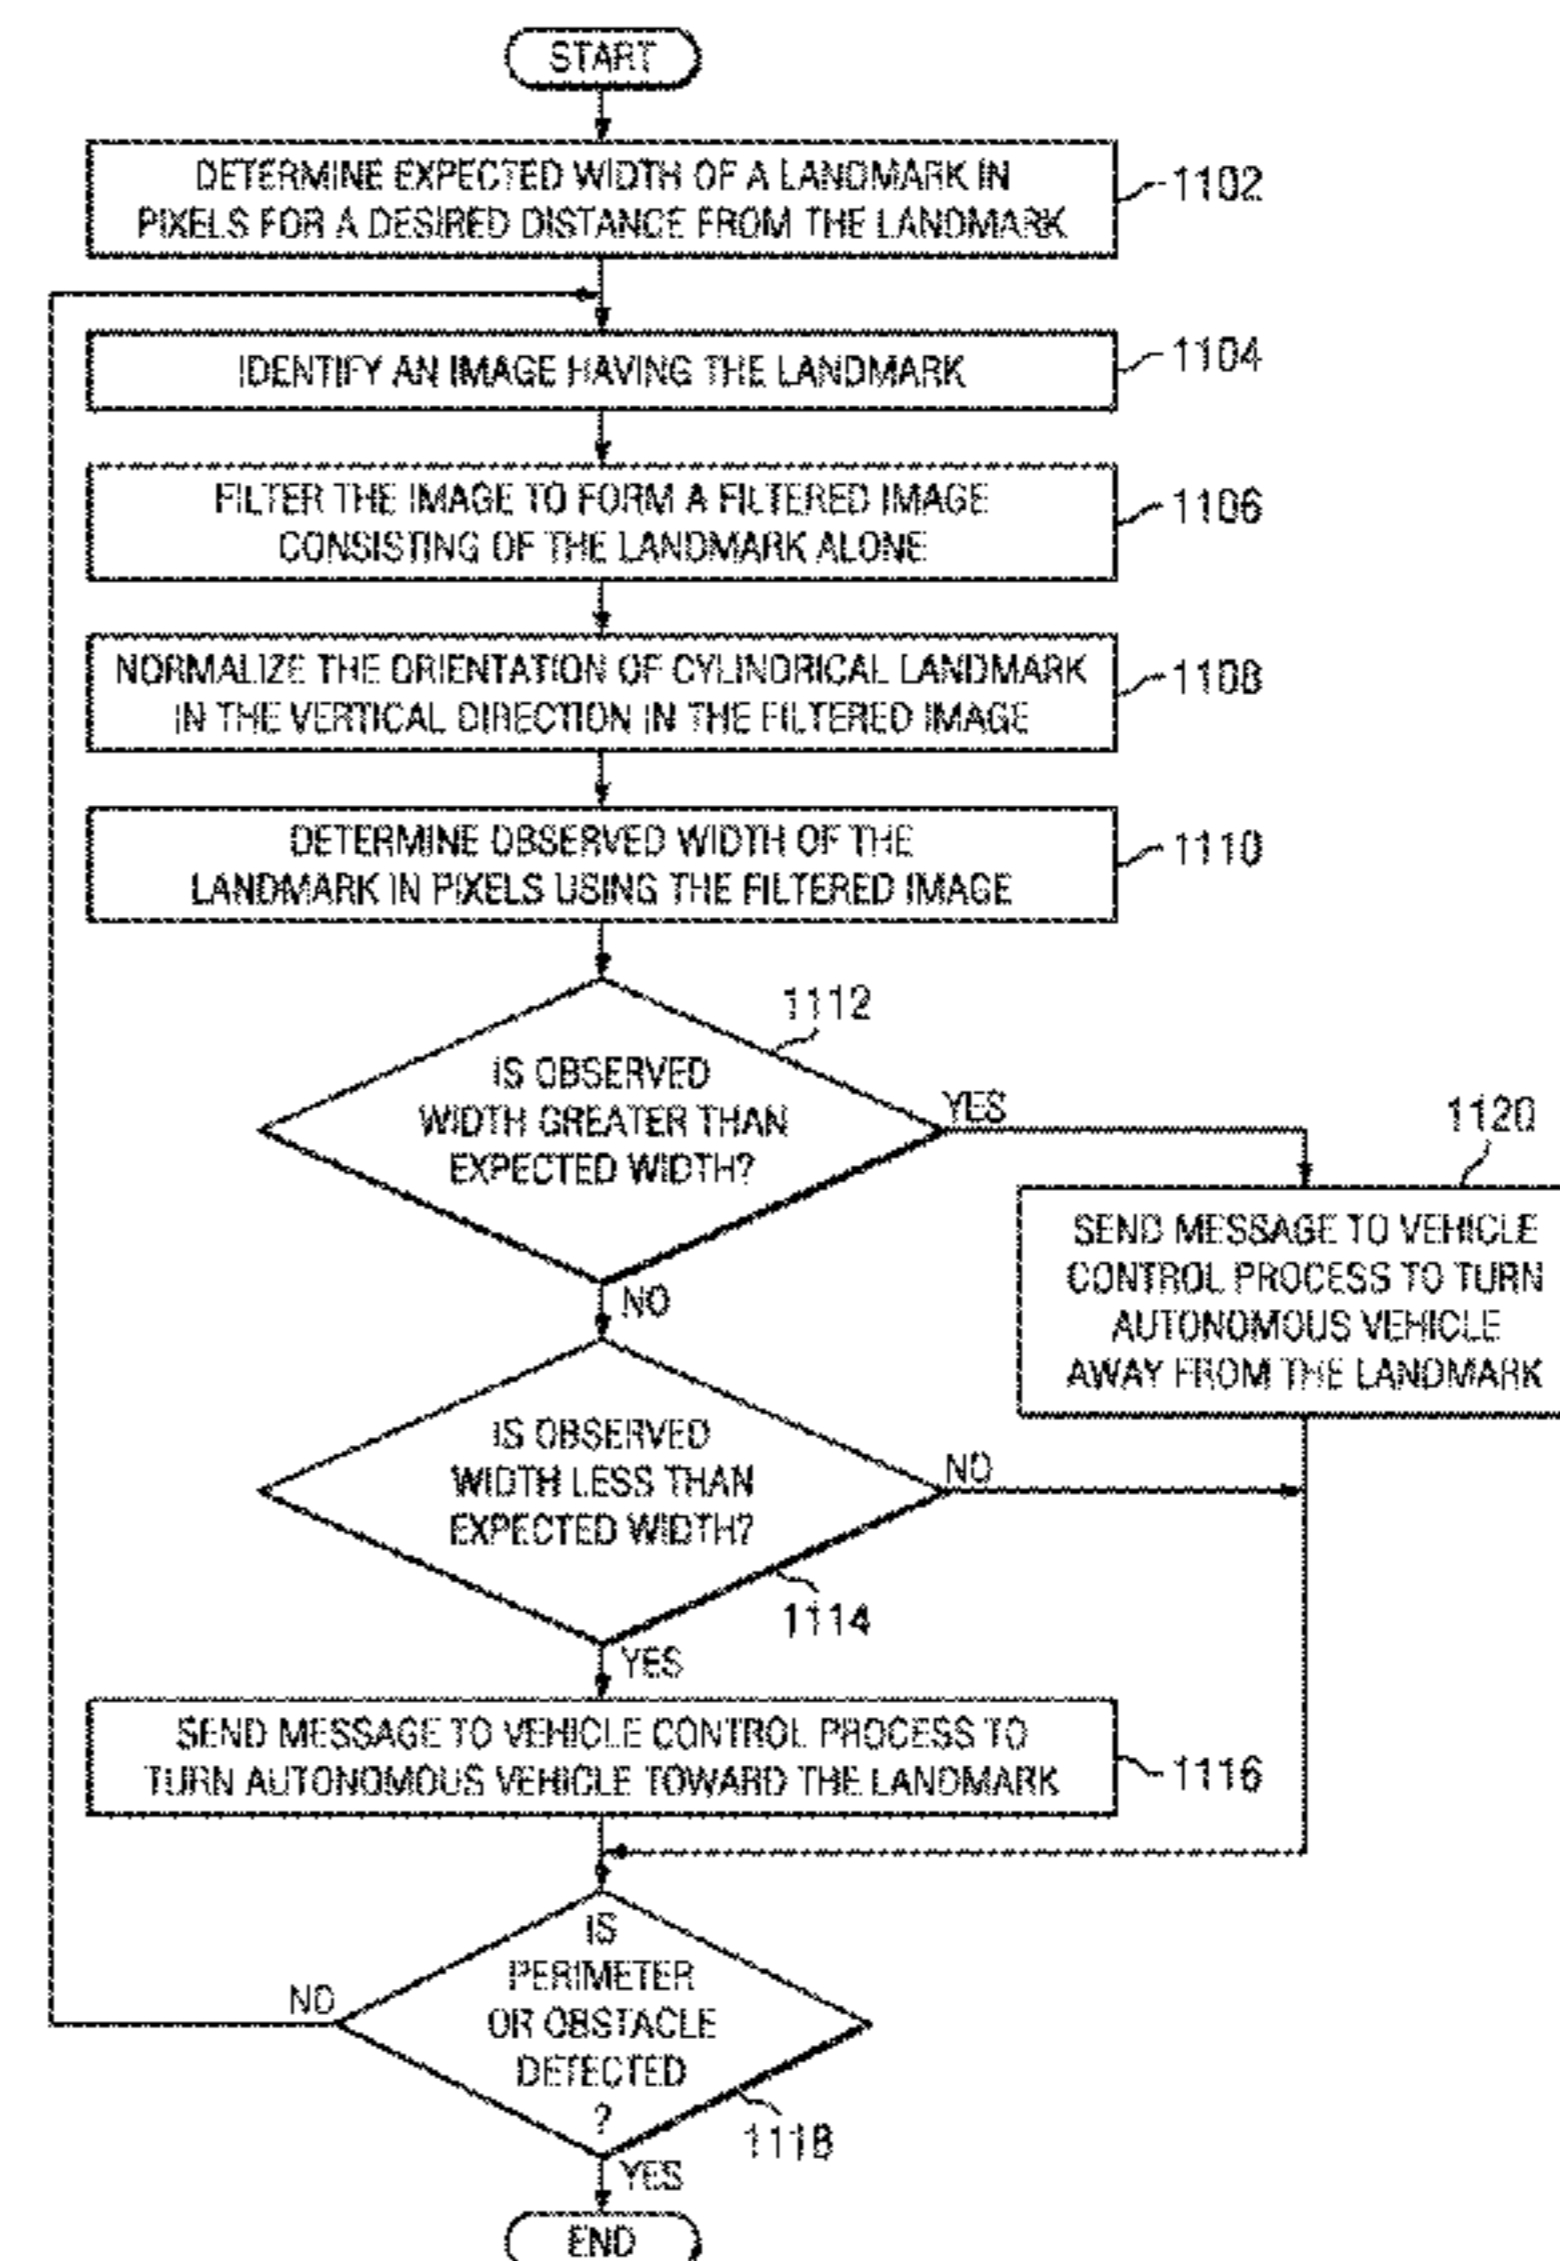 START
DETERMINE EXPECTED WIDTH OF A LANDMARK IN
PIXELS FOR A DESIRED DISTANCE FROM THE LANDMARK
1102
IDENTIFY AN IMAGE HAVING THE LANDMARK
1104
FILTER THE IMAGE TO FORM A FILTERED IMAGE
CONSISTING OF THE LANDMARK ALONE
1106
NORMALIZE THE ORIENTATION OF CYLINDRICAL LANDMARK
IN THE VERTICAL DIRECTION IN THE FILTERED IMAGE
1108
DETERMINE OBSERVED WIDTH OF THE
LANDMARK IN PIXELS USING THE FILTERED IMAGE
1110
1112
IS OBSERVED
WIDTH GREATER THAN
EXPECTED WIDTH?
YES
NO
1120
SEND MESSAGE TO VEHICLE
CONTROL PROCESS TO TURN
AUTONOMOUS VEHICLE
AWAY FROM THE LANDMARK
IS OBSERVED
WIDTH LESS THAN
EXPECTED WIDTH?
NO
1114
YES
SEND MESSAGE TO VEHICLE CONTROL PROCESS TO
TURN AUTONOMOUS VEHICLE TOWARD THE LANDMARK
1116
IS
PERIMETER
OR OBSTACLE
DETECTED
?
NO
1118
YES
END